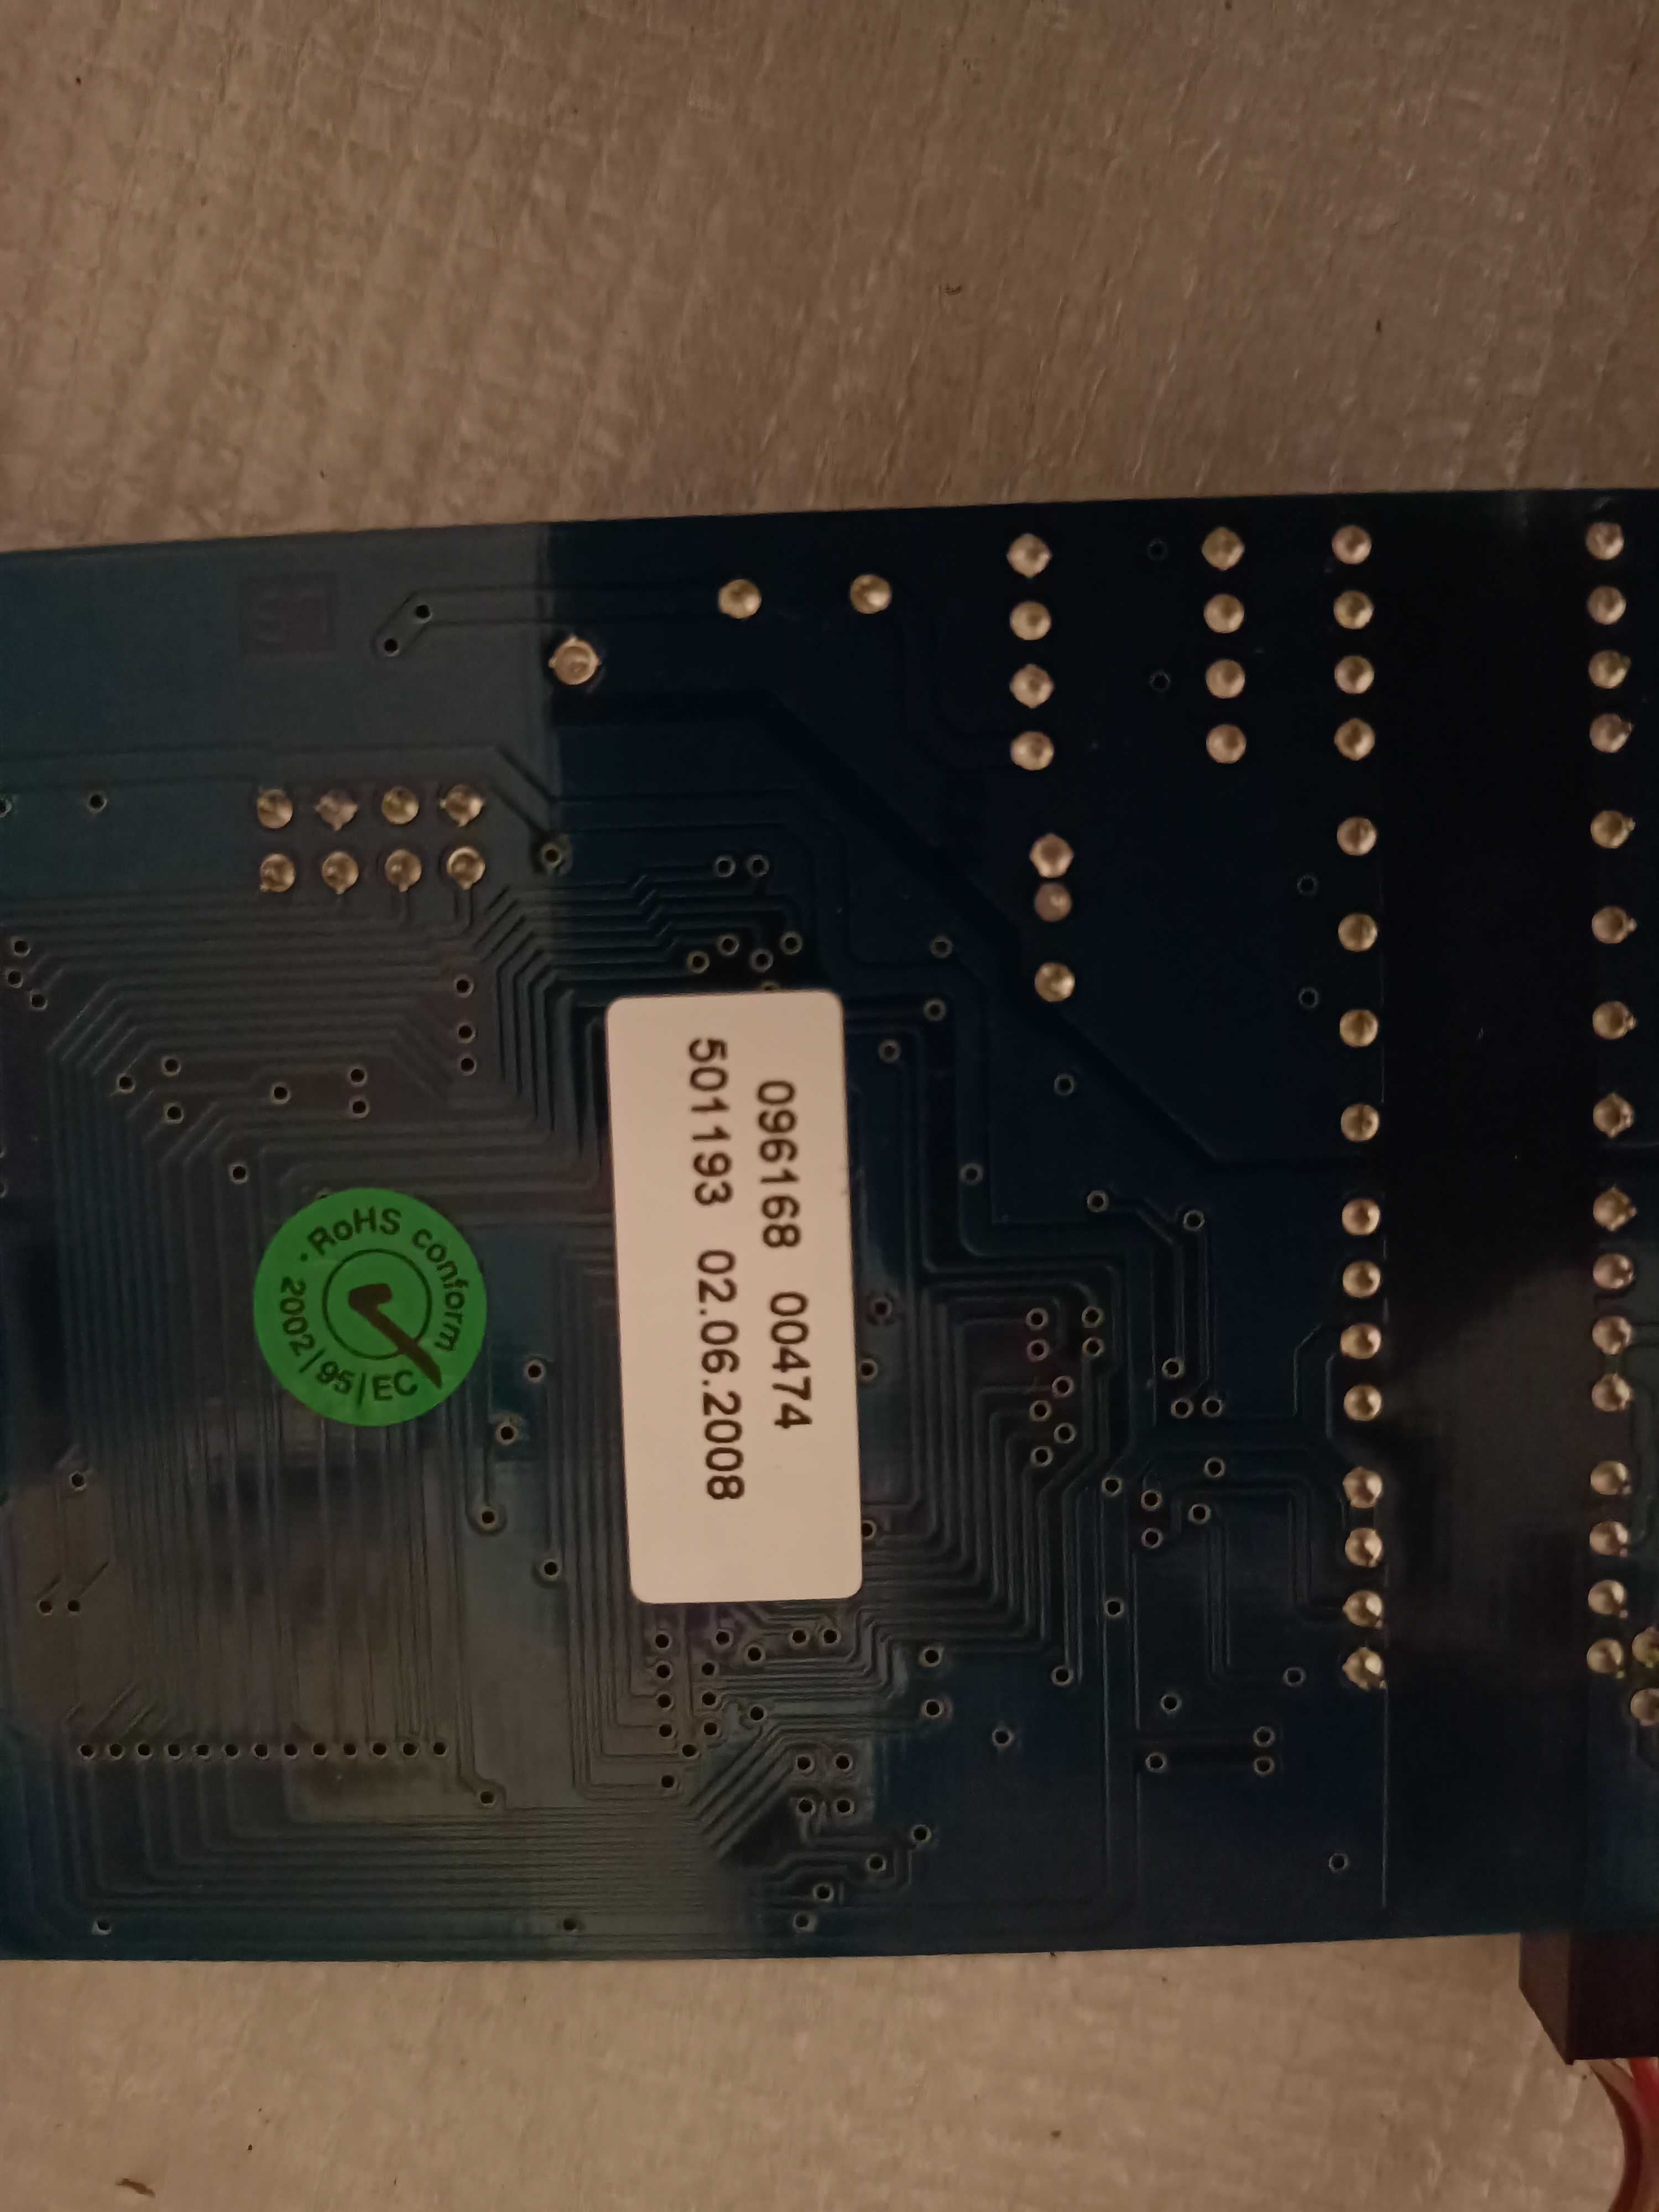 096168 00474
501193 02.06.2008
· RoHS conform
2002/95/EC